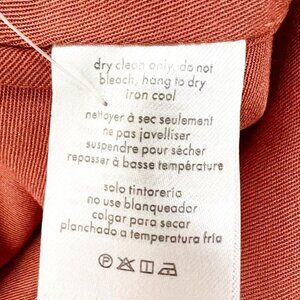 dry clean only. do not
bleach, hang to dry
iron cool
nettoyer à sec seulement
ne pas javelliser
suspendre pour sécher
repasser à basse température
solo tintorería
no use blanqueador
colgar para secar
planchado a temperatura fría